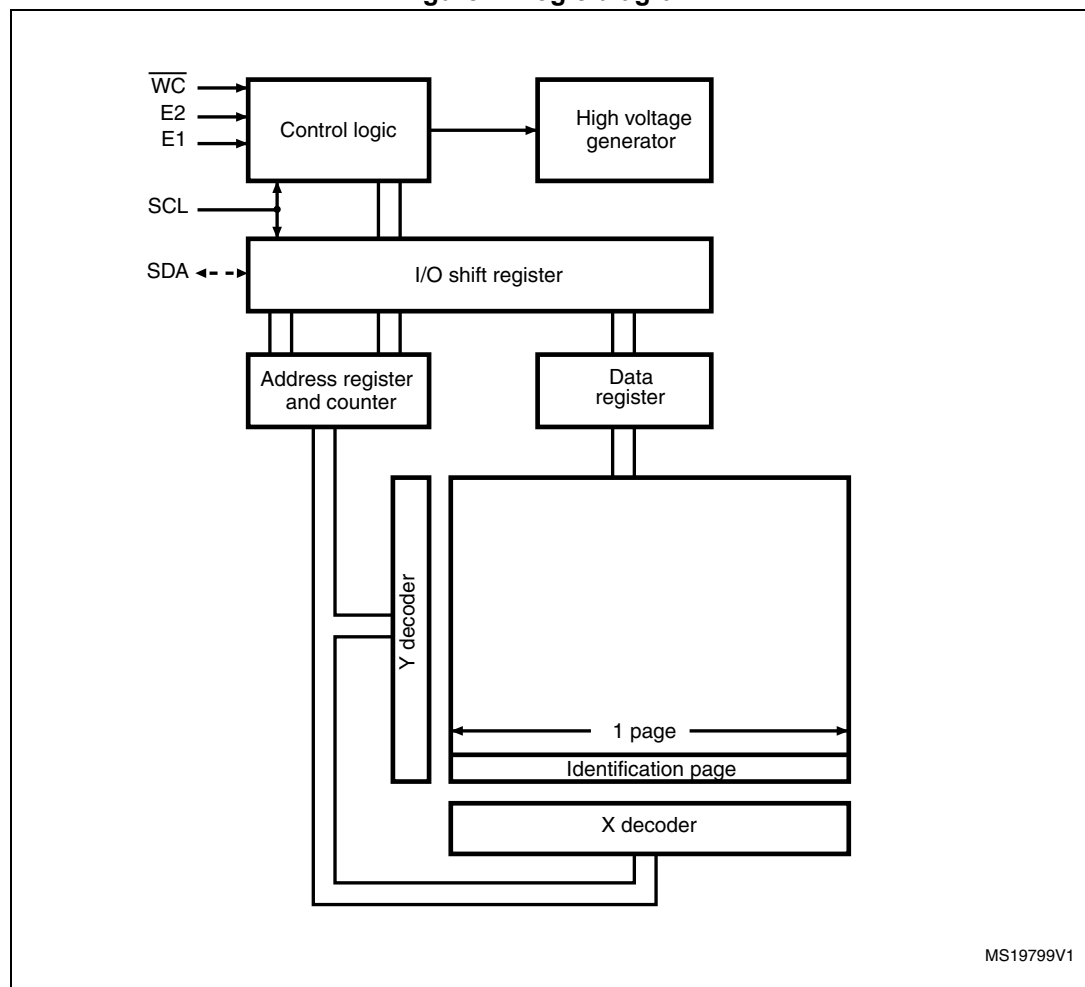 WC
E2
E1
Control logic
High voltage
generator
SCL
SDA
I/O shift register
Address register
and counter
Data
register
Y decoder
1 page
Identification page
X decoder
MS19799V1